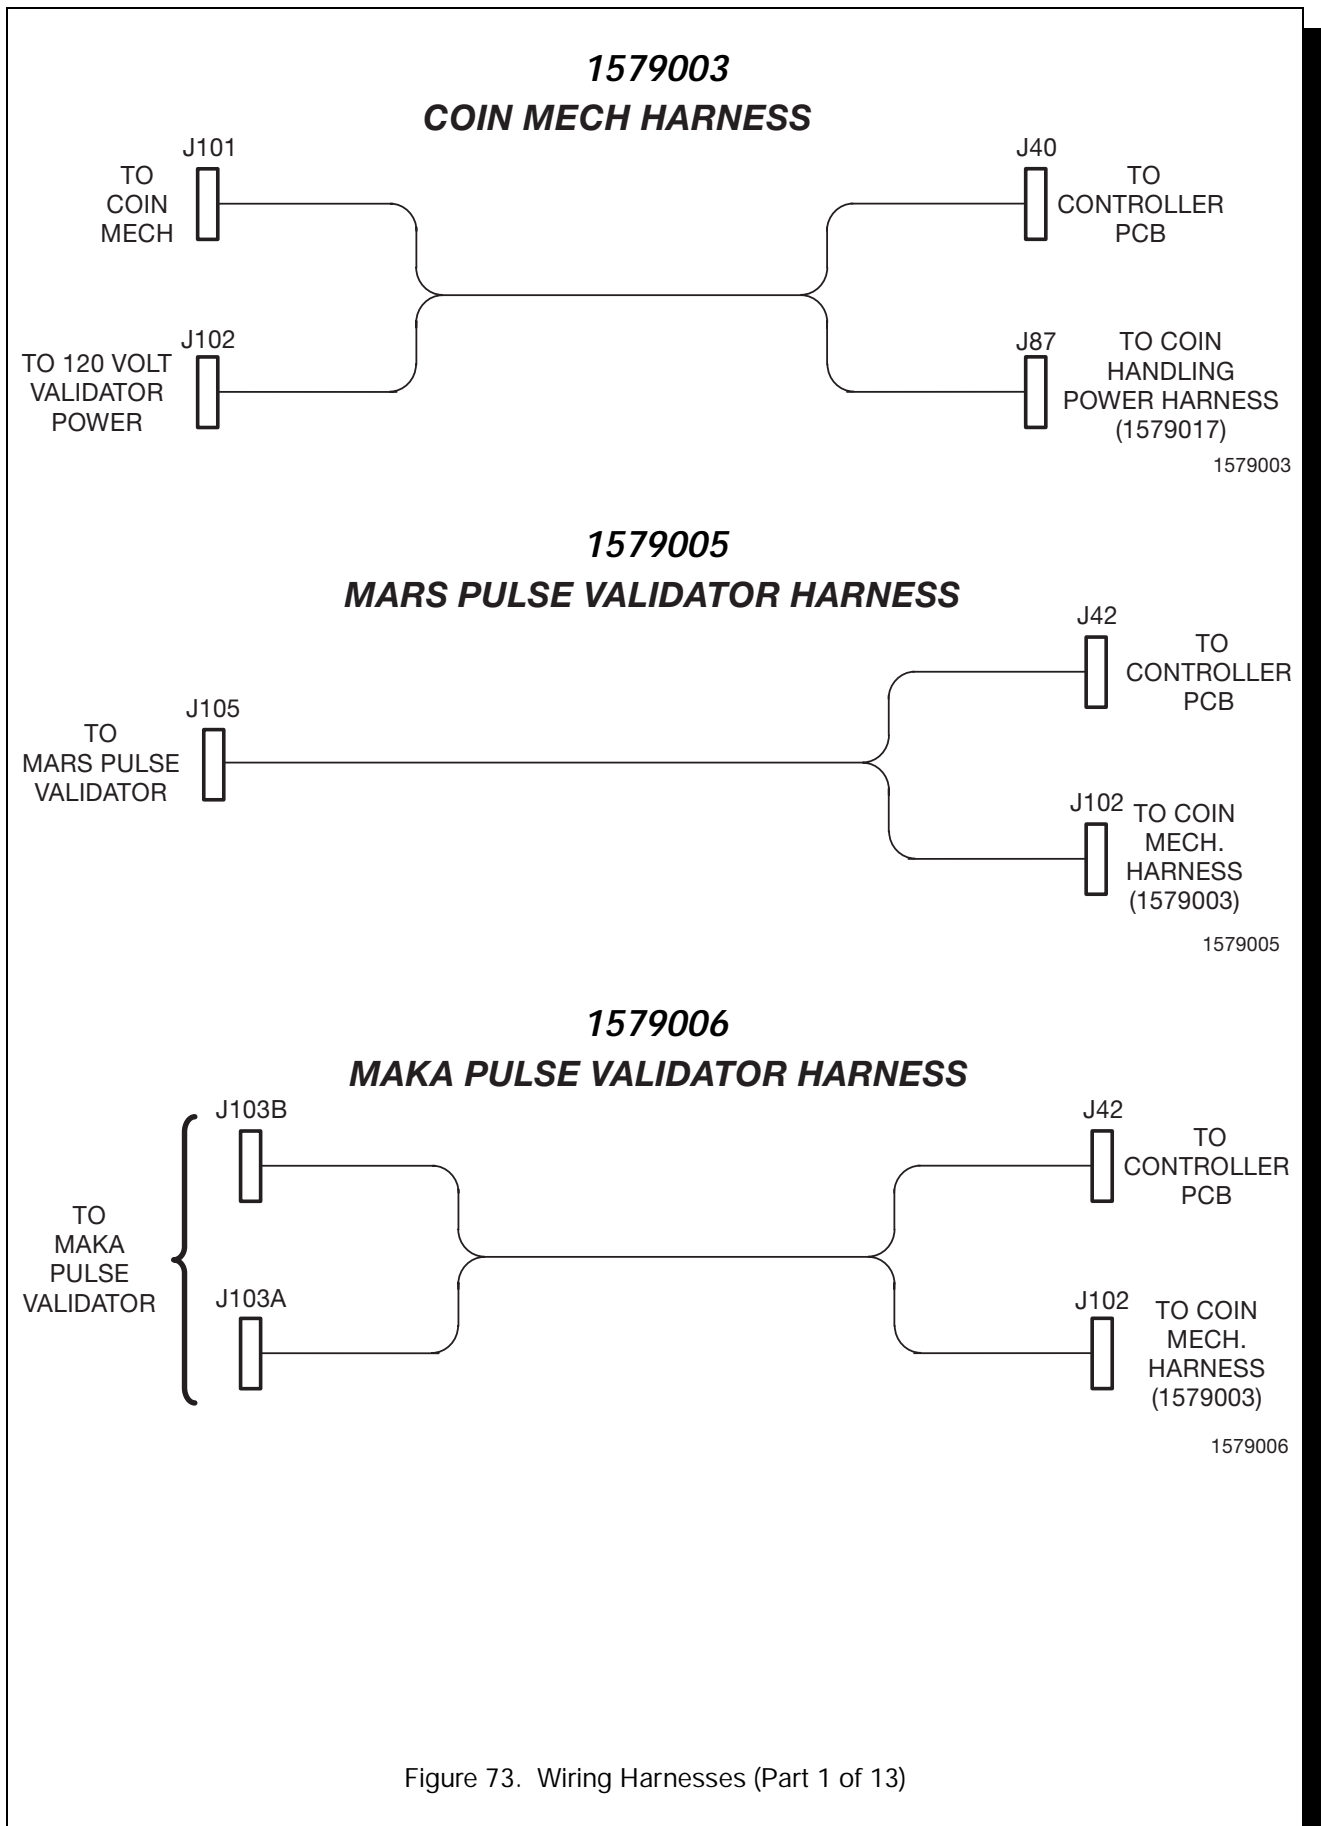 1579003
COIN MECH HARNESS
J101
TO
COIN
MECH
J40
TO
CONTROLLER
PCB
J102
TO 120 VOLT
VALIDATOR
POWER
J87
TO COIN
HANDLING
POWER HARNESS
(1579017)
1579003
1579005
MARS PULSE VALIDATOR HARNESS
J105
TO
MARS PULSE
VALIDATOR
J42
TO
CONTROLLER
PCB
J102
TO COIN
MECH.
HARNESS
(1579003)
1579005
1579006
MAKA PULSE VALIDATOR HARNESS
J103B
TO
MAKA
PULSE
VALIDATOR
J103A
J42
TO
CONTROLLER
PCB
J102
TO COIN
MECH.
HARNESS
(1579003)
1579006
Figure 73. Wiring Harnesses (Part 1 of 13)